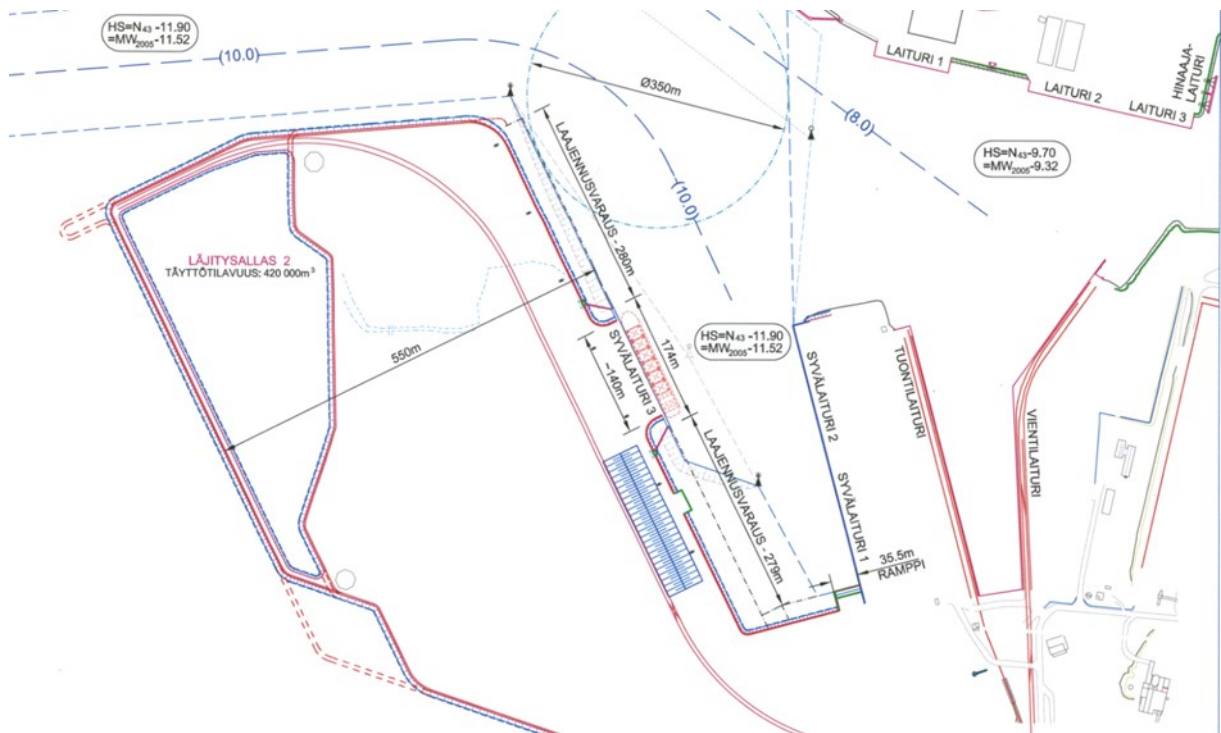 HS=N43 -11.90
=MW2005-11.52
(10.0)
Ø350m
LAITURI 1
LAITURI 2
LAITURI 3
HINAAJA-
LAITURI
(8.0)
HS=N43-9.70
=MW2005-9.32
(10.0)
LAAJENNUSVARAUS - 280m
LÄJITYSALLAS 2
TÄYTTÖTILAVUUS: 420 000m³
550m
HS=N43 -11.90
=MW2005-11.52
174m
SYVÄLAITURI 3
~140m
SYVÄLAITURI 2
TUONTILAITURI
VIENTILAITURI
LAAJENNUSVARAUS - 279m
SYVÄLAITURI 1
35.5m
RAMPPI